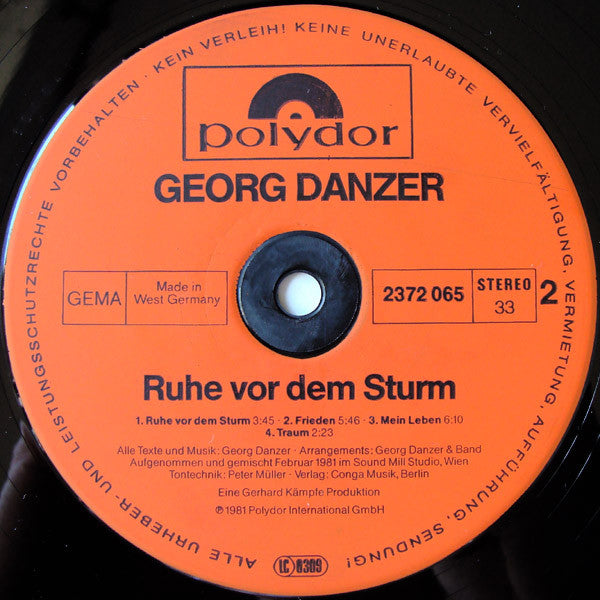 ALLE URHEBER- UND LEISTUNGSSCHUTZRECHTE VORBEHALTEN · KEIN VERLEIH! KEINE UNERLAUBTE VERVIELFÄLTIGUNG, VERMIETUNG, AUFFÜHRUNG, SENDUNG!
polydor
GEORG DANZER
GEMA
Made in
West Germany
2372 065
STEREO
33
2
Ruhe vor dem Sturm
1. Ruhe vor dem Sturm 3:45 · 2. Frieden 5:46 · 3. Mein Leben 6:10
4. Traum 2:23
Alle Texte und Musik: Georg Danzer · Arrangements: Georg Danzer & Band
Aufgenommen und gemischt Februar 1981 im Sound Mill Studio, Wien
Tontechnik: Peter Müller · Verlag: Conga Musik, Berlin
Eine Gerhard Kämpfe Produktion
℗ 1981 Polydor International GmbH
LC 0309